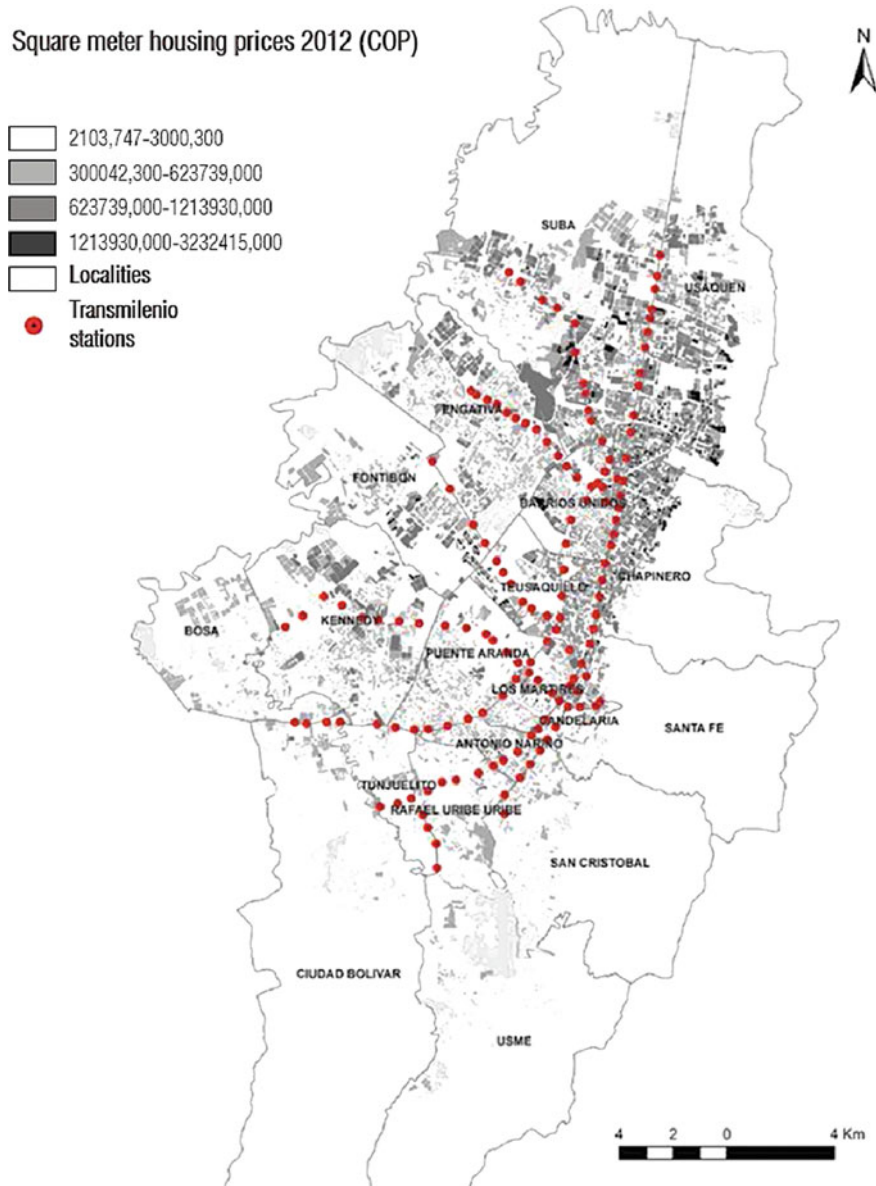 Square meter housing prices 2012 (COP)
N
2103,747-3000,300
300042,300-623739,000
623739,000-1213930,000
1213930,000-3232415,000
Localities
Transmilenio
stations
SUBA
USAQUEN
ENGATIVA
FONTIBON
BARRIOS UNIDOS
CHAPINERO
TEUSAQUILLO
BOSA
KENNEDY
PUENTE ARANDA
LOS MARTIRES
CANDELARIA
SANTA FE
ANTONIO NARIÑO
TUNJUELITO
RAFAEL URIBE URIBE
SAN CRISTOBAL
CIUDAD BOLIVAR
USME
4 2 0 4 Km